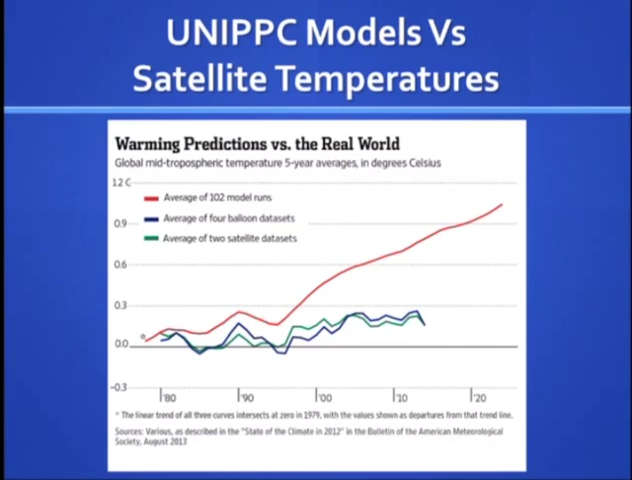 UNIPPC Models Vs
Satellite Temperatures
Warming Predictions vs. the Real World
Global mid-tropospheric temperature 5-year averages, in degrees Celsius
1.2 C
Average of 102 model runs
0.9
Average of four balloon datasets
Average of two satellite datasets
0.6
0.3
*
0.0
-0.3
'80 '90 '00 '10 '20
* The linear trend of all three curves intersects at zero in 1979, with the values shown as departures from that trend line.
Sources: Various, as described in the "State of the Climate in 2012" in the Bulletin of the American Meteorological
Society, August 2013